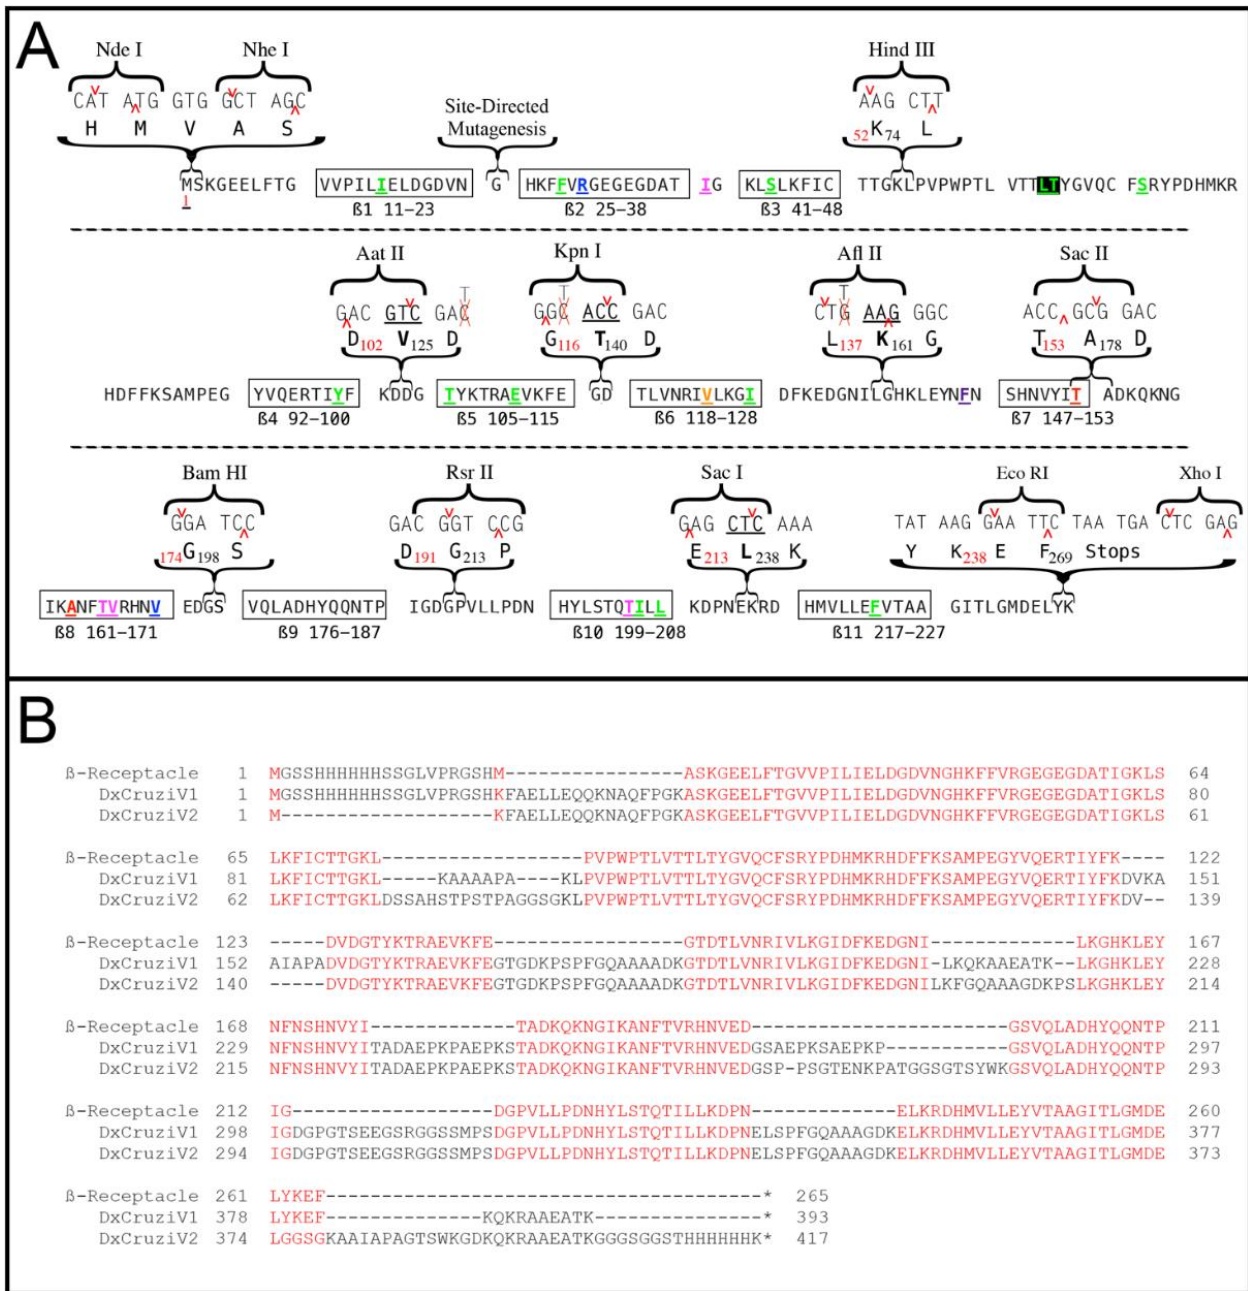 A
Nde I Nhe I Hind III
CAT ATG GTG GCT AGC Site-Directed Mutagenesis AAG CTT
H M V A S 52K74 L
MSKGEELFTG VVPILIELDGDVN G HKFFVRGEGEGDAT IG KLSLKFIC TTGKLPVPWPTL VTTLTYGVQC FSRYPDHMKR
1 ß1 11–23 ß2 25–38 ß3 41–48
Aat II Kpn I Afl II Sac II
T T T
GAC GTC GAC GGC ACC GAC CTG AAG GGC ACC GCG GAC
D102 V125 D G116 T140 D L137 K161 G T153 A178 D
HDFFKSAMPEG YVQERTIYF KDDG TYKTRAEVKFE GD TLVNRIVLKGI DFKEDGNILGHKLEYNFN SHNVYIT ADKQKNG
ß4 92–100 ß5 105–115 ß6 118–128 ß7 147–153
Bam HI Rsr II Sac I Eco RI Xho I
GGA TCC GAC GGT CCG GAG CTC AAA TAT AAG GAA TTC TAA TGA CTC GAG
174G198 S D191 G213 P E213 L238 K Y K238 E F269 Stops
IKANFTVRHNV EDGS VQLADHYQQNTP IGDGPVLLPDN HYLSTQTILL KDPNEKRD HMVLLEFVTAA GITLGMDELYK
ß8 161–171 ß9 176–187 ß10 199–208 ß11 217–227
B
ß-Receptacle 1 MGSSHHHHHHSSGLVPRGSHM----------------ASKGEELFTGVVPILIELDGDVNGHKFFVRGEGEGDATIGKLS 64
DxCruziV1 1 MGSSHHHHHHSSGLVPRGSHKFAELLEQQKNAQFPGKASKGEELFTGVVPILIELDGDVNGHKFFVRGEGEGDATIGKLS 80
DxCruziV2 1 M-------------------KFAELLEQQKNAQFPGKASKGEELFTGVVPILIELDGDVNGHKFFVRGEGEGDATIGKLS 61
ß-Receptacle 65 LKFICTTGKL------------------PVPWPTLVTTLTYGVQCFSRYPDHMKRHDFFKSAMPEGYVQERTIYFK---- 122
DxCruziV1 81 LKFICTTGKL-----KAAAAPA----KLPVPWPTLVTTLTYGVQCFSRYPDHMKRHDFFKSAMPEGYVQERTIYFKDVKA 151
DxCruziV2 62 LKFICTTGKLDSSAHSTPSTPAGGSGKLPVPWPTLVTTLTYGVQCFSRYPDHMKRHDFFKSAMPEGYVQERTIYFKDV-- 139
ß-Receptacle 123 -----DVDGTYKTRAEVKFE-----------------GTDTLVNRIVLKGIDFKEDGNI-------------LKGHKLEY 167
DxCruziV1 152 AIAPADVDGTYKTRAEVKFEGTGDKPSPFGQAAAADKGTDTLVNRIVLKGIDFKEDGNI-LKQKAAEATK--LKGHKLEY 228
DxCruziV2 140 -----DVDGTYKTRAEVKFEGTGDKPSPFGQAAAADKGTDTLVNRIVLKGIDFKEDGNILKFGQAAAGDKPSLKGHKLEY 214
ß-Receptacle 168 NFNSHNVYI-------------TADKQKNGIKANFTVRHNVED-----------------------GSVQLADHYQQNTP 211
DxCruziV1 229 NFNSHNVYITADAEPKPAEPKSTADKQKNGIKANFTVRHNVEDGSAEPKSAEPKP-----------GSVQLADHYQQNTP 297
DxCruziV2 215 NFNSHNVYITADAEPKPAEPKSTADKQKNGIKANFTVRHNVEDGSP-PSGTENKPATGGSGTSYWKGSVQLADHYQQNTP 293
ß-Receptacle 212 IG------------------DGPVLLPDNHYLSTQTILLKDPN-------------ELKRDHMVLLEYVTAAGITLGMDE 260
DxCruziV1 298 IGDGPGTSEEGSRGGSSMPSDGPVLLPDNHYLSTQTILLKDPNELSPFGQAAAGDKELKRDHMVLLEYVTAAGITLGMDE 377
DxCruziV2 294 IGDGPGTSEEGSRGGSSMPSDGPVLLPDNHYLSTQTILLKDPNELSPFGQAAAGDKELKRDHMVLLEYVTAAGITLGMDE 373
ß-Receptacle 261 LYKEF---------------------------------------* 265
DxCruziV1 378 LYKEF--------------KQKRAAEATK---------------* 393
DxCruziV2 374 LGGSGKAAIAPAGTSWKGDKQKRAAEATKGGGSGGSTHHHHHHK* 417